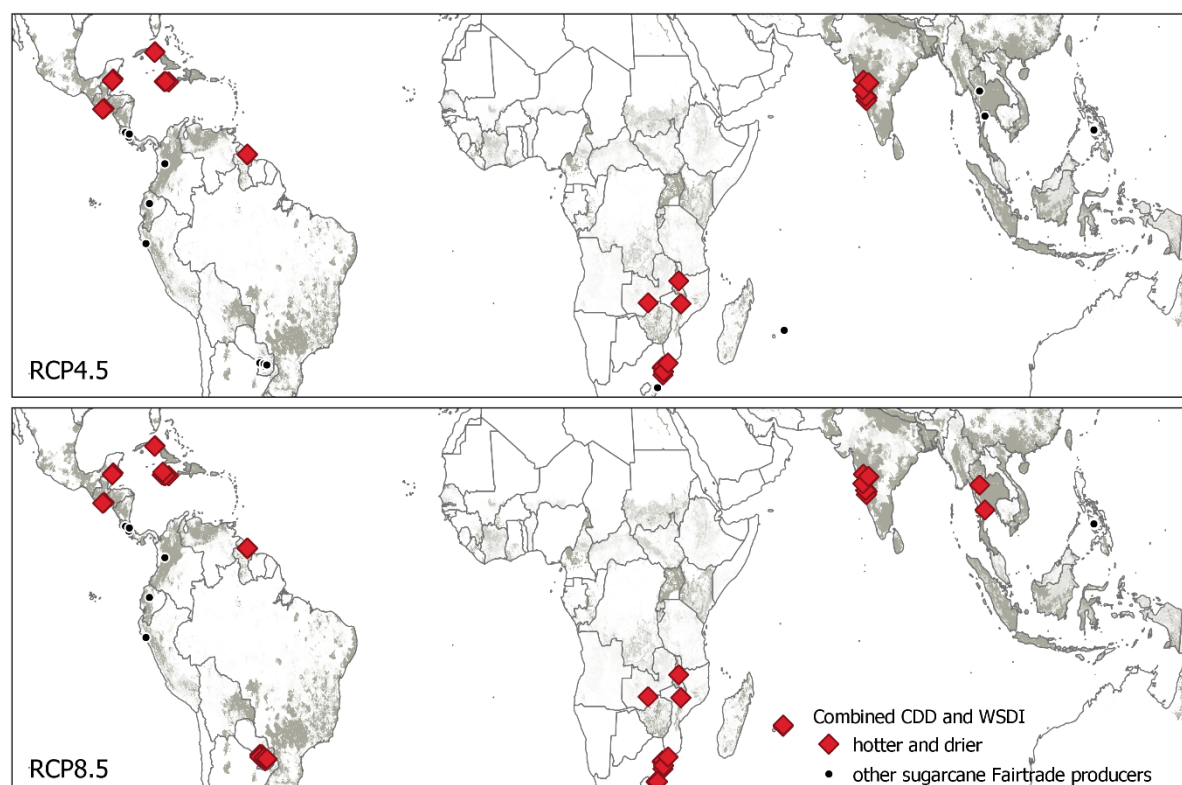 RCP4.5
RCP8.5
Combined CDD and WSDI
hotter and drier
other sugarcane Fairtrade producers